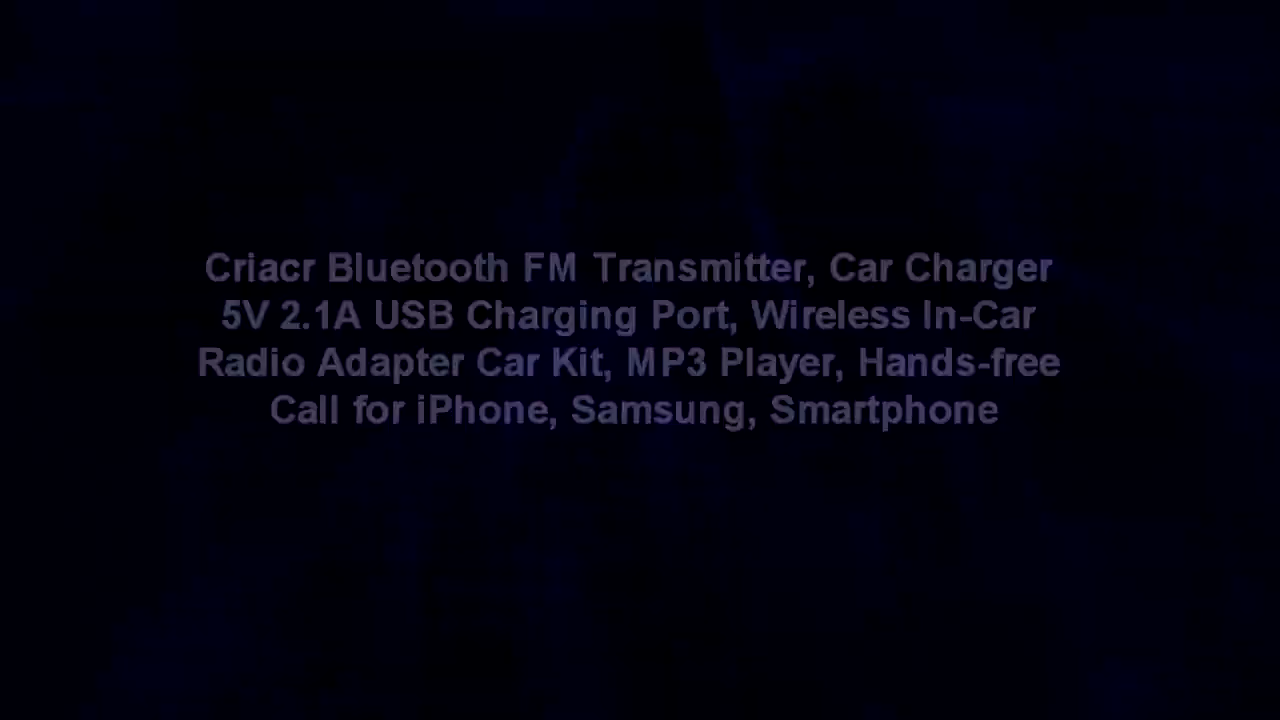 Criacr Bluetooth FM Transmitter, Car Charger
5V 2.1A USB Charging Port, Wireless In-Car
Radio Adapter Car Kit, MP3 Player, Hands-free
Call for iPhone, Samsung, Smartphone